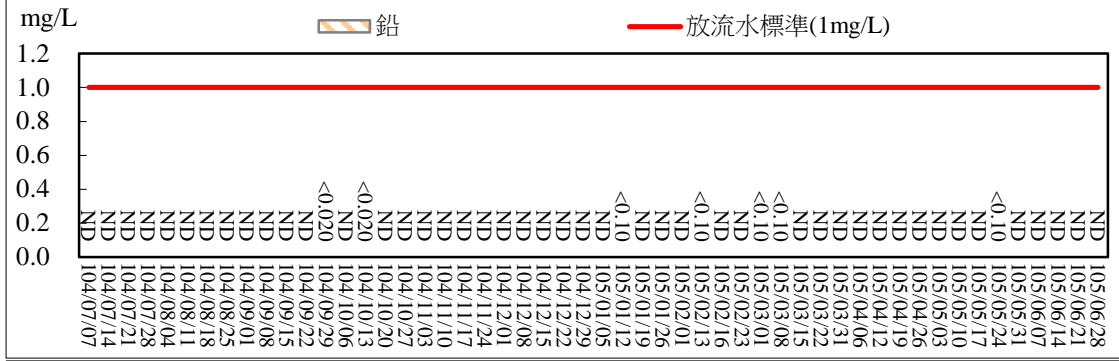 mg/L
鉛
放流水標準(1mg/L)
1.2
1.0
0.8
0.6
0.4
0.2
0.0
ND
ND
ND
ND
ND
ND
ND
ND
ND
ND
ND
ND
<0.020
ND
<0.020
ND
ND
ND
ND
ND
ND
ND
ND
ND
ND
ND
ND
<0.10
ND
ND
ND
<0.10
ND
ND
<0.10
<0.10
ND
ND
ND
ND
ND
ND
ND
ND
ND
ND
<0.10
ND
ND
ND
ND
ND
104/07/07
104/07/14
104/07/21
104/07/28
104/08/04
104/08/11
104/08/18
104/08/25
104/09/01
104/09/08
104/09/15
104/09/22
104/09/29
104/10/06
104/10/13
104/10/20
104/10/27
104/11/03
104/11/10
104/11/17
104/11/24
104/12/01
104/12/08
104/12/15
104/12/22
104/12/29
105/01/05
105/01/12
105/01/19
105/01/26
105/02/01
105/02/13
105/02/16
105/02/23
105/03/01
105/03/08
105/03/15
105/03/22
105/03/31
105/04/06
105/04/12
105/04/19
105/04/26
105/05/03
105/05/10
105/05/17
105/05/24
105/05/31
105/06/07
105/06/14
105/06/21
105/06/28